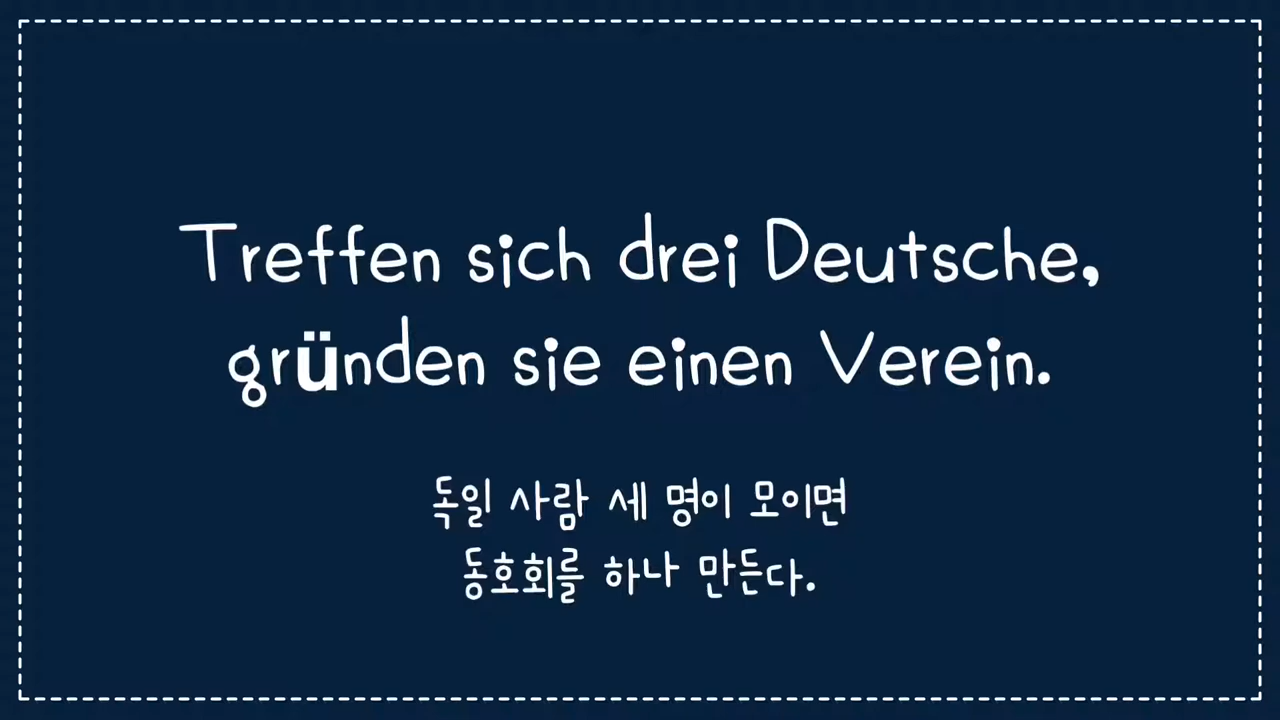 Treffen sich drei Deutsche,
gründen sie einen Verein.
독일 사람 세 명이 모이면
동호회를 하나 만든다.